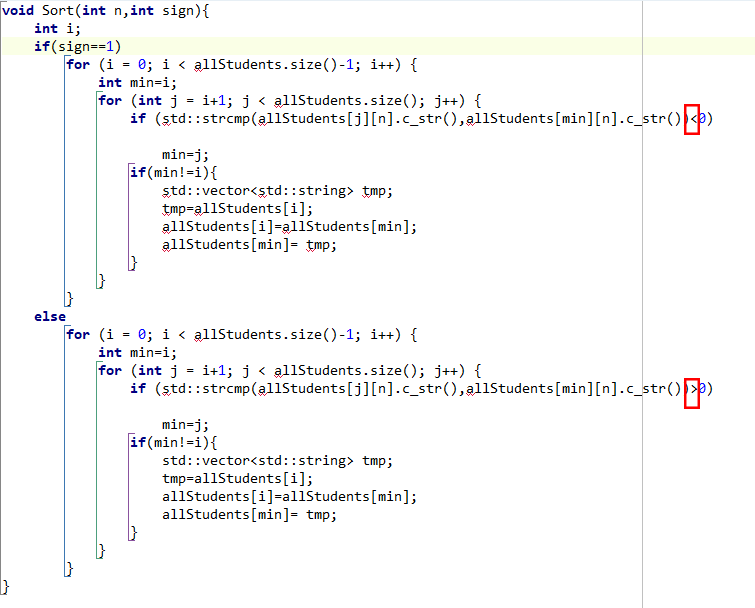 void Sort(int n,int sign){
    int i;
    if(sign==1)
        for (i = 0; i < allStudents.size()-1; i++) {
            int min=i;
            for (int j = i+1; j < allStudents.size(); j++) {
                if (std::strcmp(allStudents[j][n].c_str(),allStudents[min][n].c_str())<0)
                    min=j;
                if(min!=i){
                    std::vector<std::string> tmp;
                    tmp=allStudents[i];
                    allStudents[i]=allStudents[min];
                    allStudents[min]= tmp;
                }
            }
        }
    else
        for (i = 0; i < allStudents.size()-1; i++) {
            int min=i;
            for (int j = i+1; j < allStudents.size(); j++) {
                if (std::strcmp(allStudents[j][n].c_str(),allStudents[min][n].c_str())>0)
                    min=j;
                if(min!=i){
                    std::vector<std::string> tmp;
                    tmp=allStudents[i];
                    allStudents[i]=allStudents[min];
                    allStudents[min]= tmp;
                }
            }
        }
}